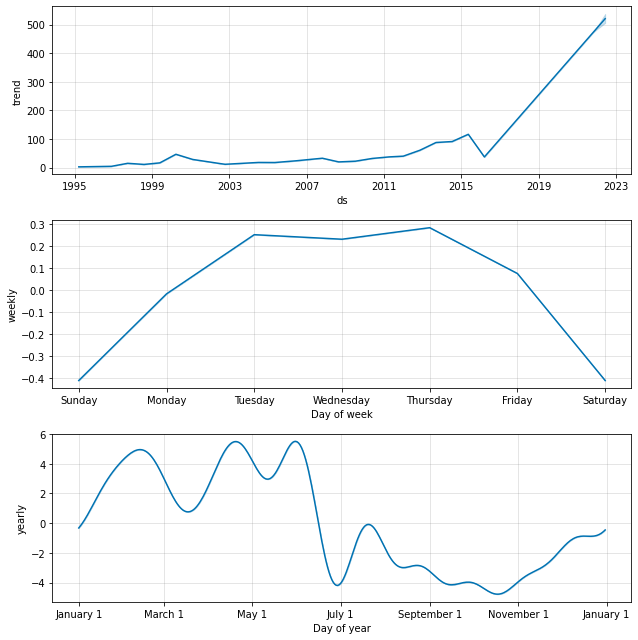 500
400
300
200
100
0
trend
1995 1999 2003 2007 2011 2015 2019 2023
ds
0.3
0.2
0.1
0.0
−0.1
−0.2
−0.3
−0.4
weekly
Sunday Monday Tuesday Wednesday Thursday Friday Saturday
Day of week
6
4
2
0
−2
−4
yearly
January 1 March 1 May 1 July 1 September 1 November 1 January 1
Day of year